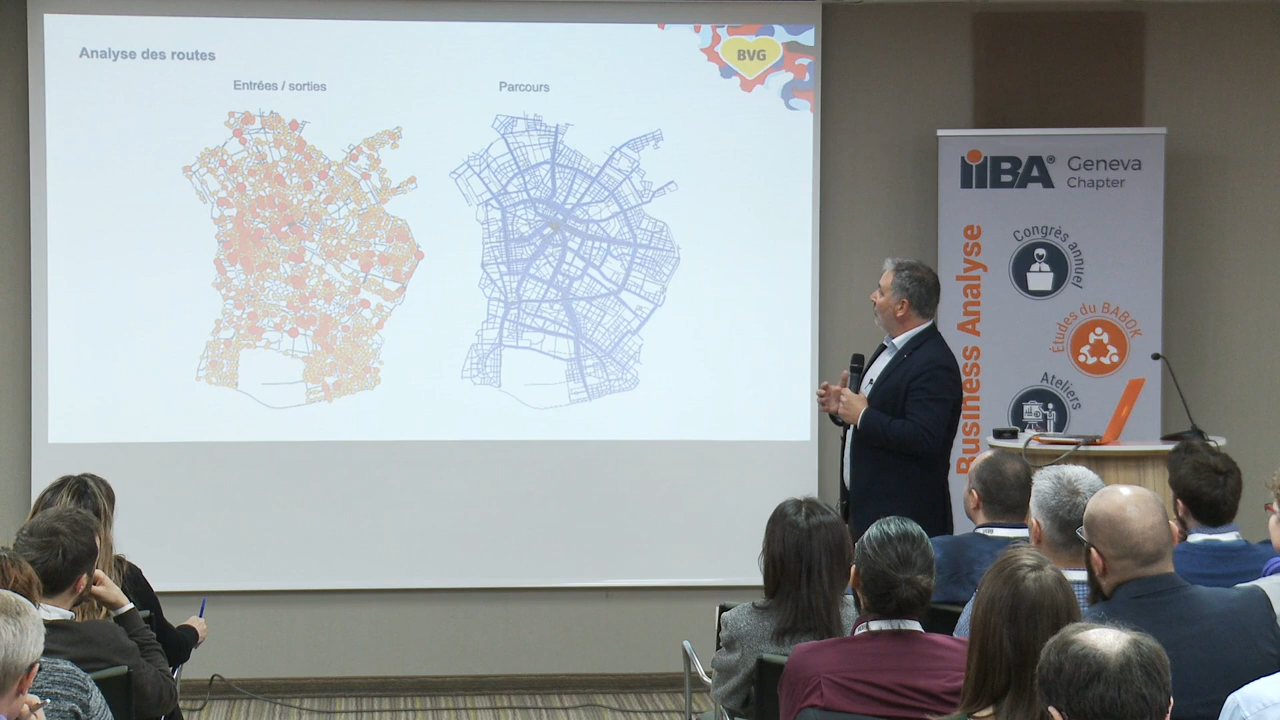 Analyse des routes
BVG
Entrées / sorties
Parcours
iiBA® Geneva
Chapter
Business Analyse
Congrès annuel
Études du BABOK
Ateliers